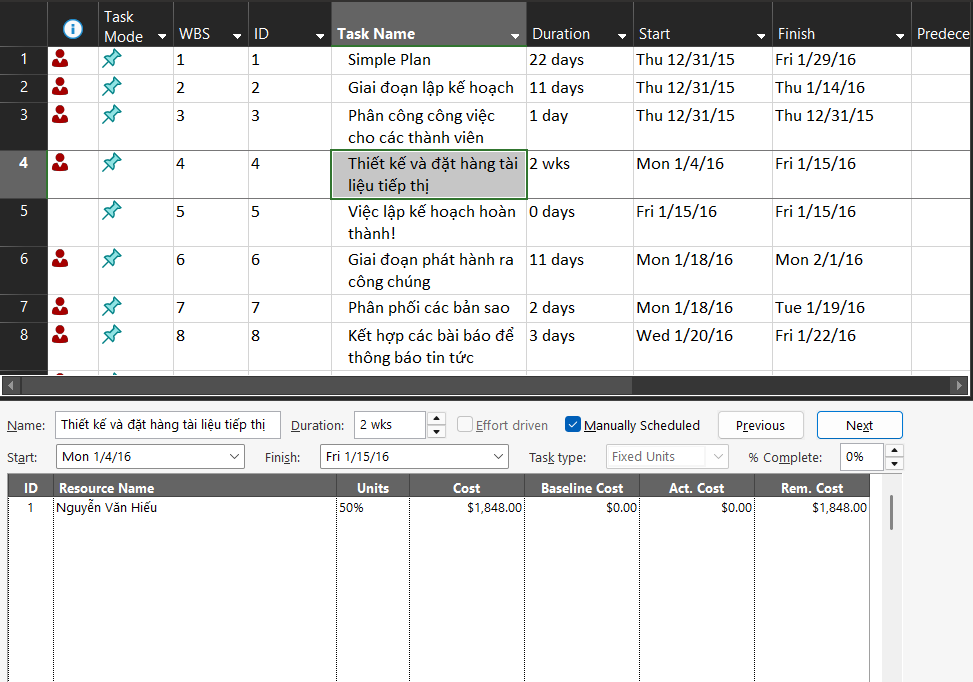 Task Mode WBS ID Task Name Duration Start Finish Predece
1 1 1 Simple Plan 22 days Thu 12/31/15 Fri 1/29/16
2 2 2 Giai đoạn lập kế hoạch 11 days Thu 12/31/15 Thu 1/14/16
3 3 3 Phân công công việc 1 day Thu 12/31/15 Thu 12/31/15
cho các thành viên
4 4 4 Thiết kế và đặt hàng tài 2 wks Mon 1/4/16 Fri 1/15/16
liệu tiếp thị
5 5 5 Việc lập kế hoạch hoàn 0 days Fri 1/15/16 Fri 1/15/16
thành!
6 6 6 Giai đoạn phát hành ra 11 days Mon 1/18/16 Mon 2/1/16
công chúng
7 7 7 Phân phối các bản sao 2 days Mon 1/18/16 Tue 1/19/16
8 8 8 Kết hợp các bài báo để 3 days Wed 1/20/16 Fri 1/22/16
thông báo tin tức
Name: Thiết kế và đặt hàng tài liệu tiếp thị Duration: 2 wks Effort driven Manually Scheduled Previous Next
Start: Mon 1/4/16 Finish: Fri 1/15/16 Task type: Fixed Units % Complete: 0%
ID Resource Name Units Cost Baseline Cost Act. Cost Rem. Cost
1 Nguyễn Văn Hiếu 50% $1,848.00 $0.00 $0.00 $1,848.00